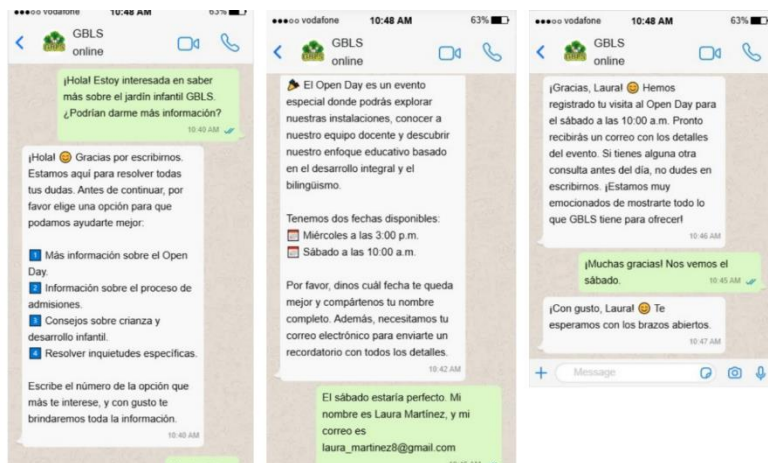 vodafone 10:48 AM 63%
GBLS
online
¡Hola! Estoy interesada en saber
más sobre el jardín infantil GBLS.
¿Podrían darme más información?
10:40 AM
¡Hola! 😊 Gracias por escribirnos.
Estamos aquí para resolver todas
tus dudas. Antes de continuar, por
favor elige una opción para que
podamos ayudarte mejor:
1️⃣ Más información sobre el Open
Day.
2️⃣ Información sobre el proceso de
admisiones.
3️⃣ Consejos sobre crianza y
desarrollo infantil.
4️⃣ Resolver inquietudes específicas.
Escribe el número de la opción que
más te interese, y con gusto te
brindaremos toda la información.
10:40 AM
vodafone 10:48 AM 63%
GBLS
online
🎉 El Open Day es un evento
especial donde podrás explorar
nuestras instalaciones, conocer a
nuestro equipo docente y descubrir
nuestro enfoque educativo basado
en el desarrollo integral y el
bilingüismo.
Tenemos dos fechas disponibles:
📅 Miércoles a las 3:00 p.m.
📅 Sábado a las 10:00 a.m.
Por favor, dinos cuál fecha te queda
mejor y compártenos tu nombre
completo. Además, necesitamos tu
correo electrónico para enviarte un
recordatorio con todos los detalles.
10:42 AM
El sábado estaría perfecto. Mi
nombre es Laura Martínez, y mi
correo es
laura_martinez8@gmail.com
vodafone 10:48 AM 63%
GBLS
online
¡Gracias, Laura! 😊 Hemos
registrado tu visita al Open Day para
el sábado a las 10:00 a.m. Pronto
recibirás un correo con los detalles
del evento. Si tienes alguna otra
consulta antes del día, no dudes en
escribirnos. ¡Estamos muy
emocionados de mostrarte todo lo
que GBLS tiene para ofrecer!
10:46 AM
¡Muchas gracias! Nos vemos el
sábado.
10:45 AM
¡Con gusto, Laura! 😊 Te
esperamos con los brazos abiertos.
10:47 AM
Message